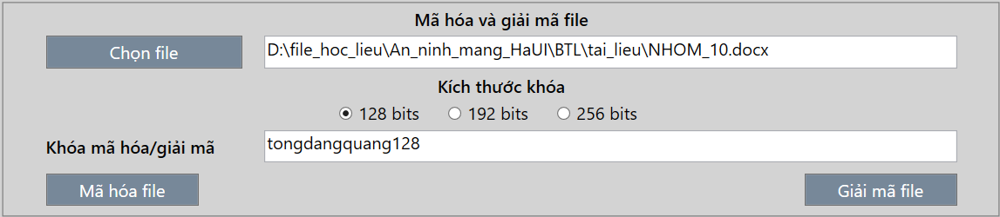 Mã hóa và giải mã file
Chọn file D:\file_hoc_lieu\An_ninh_mang_HaUI\BTL\tai_lieu\NHOM_10.docx
Kích thước khóa
128 bits 192 bits 256 bits
Khóa mã hóa/giải mã tongdangquang128
Mã hóa file Giải mã file